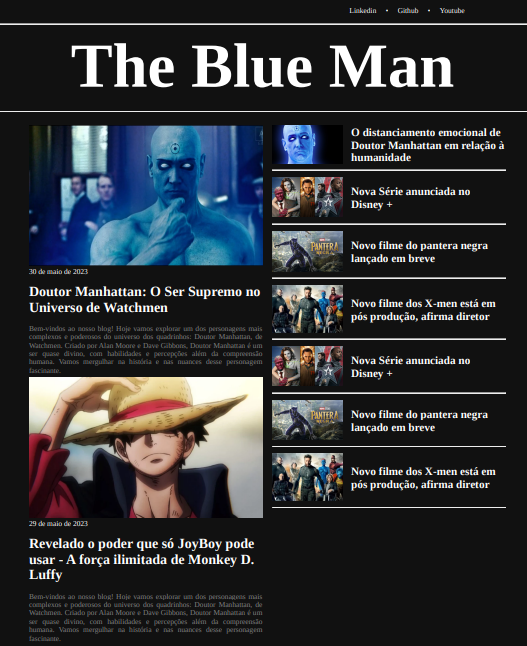 Linkedin • Github • Youtube
The Blue Man
30 de maio de 2023
Doutor Manhattan: O Ser Supremo no
Universo de Watchmen
Bem-vindos ao nosso blog! Hoje vamos explorar um dos personagens mais
complexos e poderosos do universo dos quadrinhos: Doutor Manhattan, de
Watchmen. Criado por Alan Moore e Dave Gibbons, Doutor Manhattan é um
ser quase divino, com habilidades e percepções além da compreensão
humana. Vamos mergulhar na história e nas nuances desse personagem
fascinante.
29 de maio de 2023
Revelado o poder que só JoyBoy pode
usar - A força ilimitada de Monkey D.
Luffy
Bem-vindos ao nosso blog! Hoje vamos explorar um dos personagens mais
complexos e poderosos do universo dos quadrinhos: Doutor Manhattan, de
Watchmen. Criado por Alan Moore e Dave Gibbons, Doutor Manhattan é um
ser quase divino, com habilidades e percepções além da compreensão
humana. Vamos mergulhar na história e nas nuances desse personagem
fascinante.
O distanciamento emocional de
Doutor Manhattan em relação à
humanidade
Nova Série anunciada no
Disney +
PANTERA
Novo filme do pantera negra
lançado em breve
Novo filme dos X-men está em
pós produção, afirma diretor
Nova Série anunciada no
Disney +
PANTERA
Novo filme do pantera negra
lançado em breve
Novo filme dos X-men está em
pós produção, afirma diretor